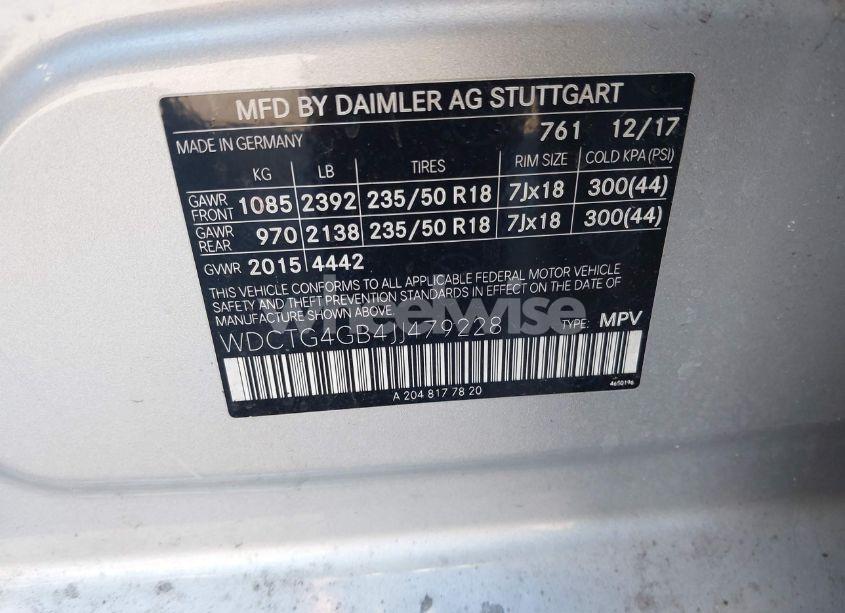 MFD BY DAIMLER AG STUTTGART
MADE IN GERMANY 761 12/17
KG LB TIRES RIM SIZE COLD KPA (PSI)
GAWR FRONT 1085 2392 235/50 R18 7Jx18 300(44)
GAWR REAR 970 2138 235/50 R18 7Jx18 300(44)
GVWR 2015 4442
THIS VEHICLE CONFORMS TO ALL APPLICABLE FEDERAL MOTOR VEHICLE
SAFETY AND THEFT PREVENTION STANDARDS IN EFFECT ON THE DATE OF
MANUFACTURE SHOWN ABOVE.
wheelwise
WDCTG4GB4JJ479228 TYPE: MPV
A 204 817 78 20 4650196